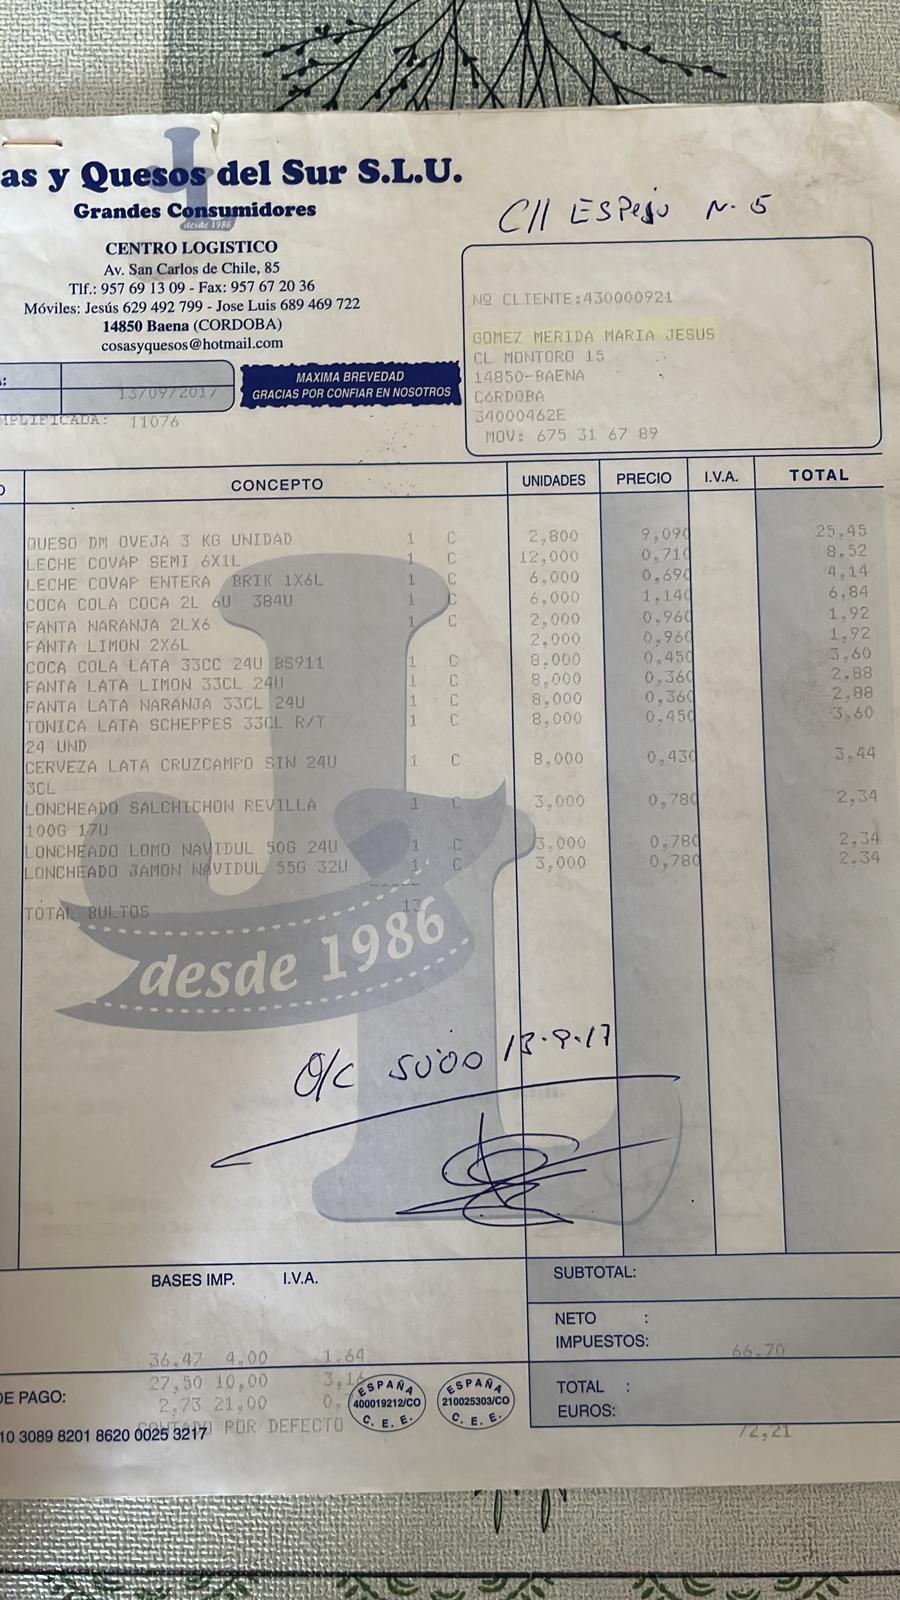 as y Quesos del Sur S.L.U.
Grandes Consumidores
desde 1986
CENTRO LOGISTICO
Av. San Carlos de Chile, 85
Tlf.: 957 69 13 09 - Fax: 957 67 20 36
Móviles: Jesús 629 492 799 - Jose Luis 689 469 722
14850 Baena (CORDOBA)
cosasyquesos@hotmail.com
C/ ESPEJO N. 5
Nº CLIENTE:430000921
GOMEZ MERIDA MARIA JESUS
CL MONTORO 15
14850-BAENA
CÓRDOBA
34000462E
MOV: 675 31 67 89
A:
13/09/2017
MAXIMA BREVEDAD
GRACIAS POR CONFIAR EN NOSOTROS
MPLIFICADA: 11076
O CONCEPTO UNIDADES PRECIO I.V.A. TOTAL
QUESO DM OVEJA 3 KG UNIDAD 1 C 2,800 9,090 25,45
LECHE COVAP SEMI 6X1L 1 C 12,000 0,710 8,52
LECHE COVAP ENTERA BRIK 1X6L 1 C 6,000 0,690 4,14
COCA COLA COCA 2L 6U 384U 1 C 6,000 1,140 6,84
FANTA NARANJA 2LX6 1 C 2,000 0,960 1,92
FANTA LIMON 2X6L 2,000 0,960 1,92
COCA COLA LATA 33CC 24U BS911 1 C 8,000 0,450 3,60
FANTA LATA LIMON 33CL 24U 1 C 8,000 0,360 2,88
FANTA LATA NARANJA 33CL 24U 1 C 8,000 0,360 2,88
TONICA LATA SCHEPPES 33CL R/T 1 C 8,000 0,450 3,60
24 UND
CERVEZA LATA CRUZCAMPO SIN 24U 1 C 8,000 0,430 3,44
3CL
LONCHEADO SALCHICHON REVILLA 1 C 3,000 0,780 2,34
100G 17U
LONCHEADO LOMO NAVIDUL 50G 24U 1 C 3,000 0,780 2,34
LONCHEADO JAMON NAVIDUL 55G 32U 1 C 3,000 0,780 2,34
TOTAL BULTOS 13
desde 1986
13-9-17
BASES IMP. I.V.A.
SUBTOTAL:
NETO :
IMPUESTOS: 66,70
36,47 4,00 1,64
27,50 10,00 3,16
2,73 21,00 0,
DE PAGO:
CONTADO POR DEFECTO
10 3089 8201 8620 0025 3217
ESPAÑA
400019212/CO
C. E. E.
ESPAÑA
210025303/CO
C. E. E.
TOTAL :
EUROS:
72,21